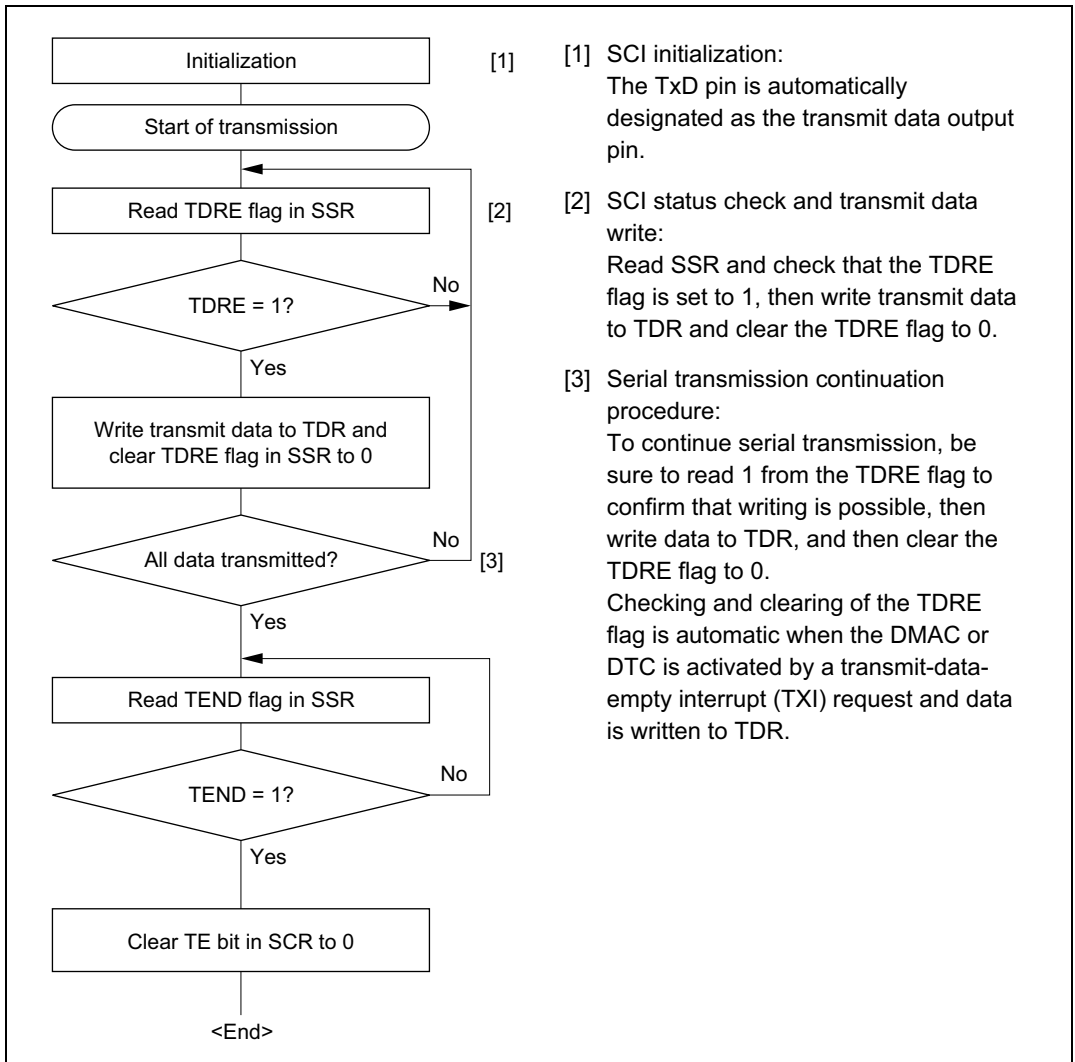 Initialization
[1]
Start of transmission
Read TDRE flag in SSR
[2]
No
TDRE = 1?
Yes
Write transmit data to TDR and
clear TDRE flag in SSR to 0
No
All data transmitted?
[3]
Yes
Read TEND flag in SSR
No
TEND = 1?
Yes
Clear TE bit in SCR to 0
<End>
[1] SCI initialization:
The TxD pin is automatically
designated as the transmit data output
pin.
[2] SCI status check and transmit data
write:
Read SSR and check that the TDRE
flag is set to 1, then write transmit data
to TDR and clear the TDRE flag to 0.
[3] Serial transmission continuation
procedure:
To continue serial transmission, be
sure to read 1 from the TDRE flag to
confirm that writing is possible, then
write data to TDR, and then clear the
TDRE flag to 0.
Checking and clearing of the TDRE
flag is automatic when the DMAC or
DTC is activated by a transmit-data-
empty interrupt (TXI) request and data
is written to TDR.